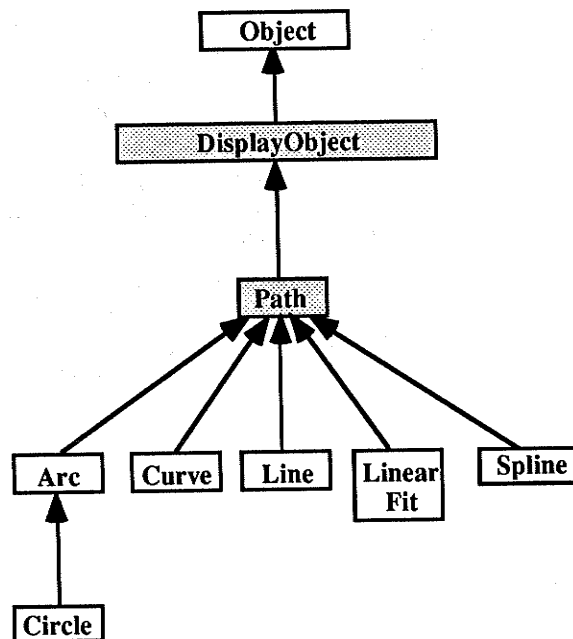 Object
DisplayObject
Path
Arc
Curve
Line
Linear
Fit
Spline
Circle